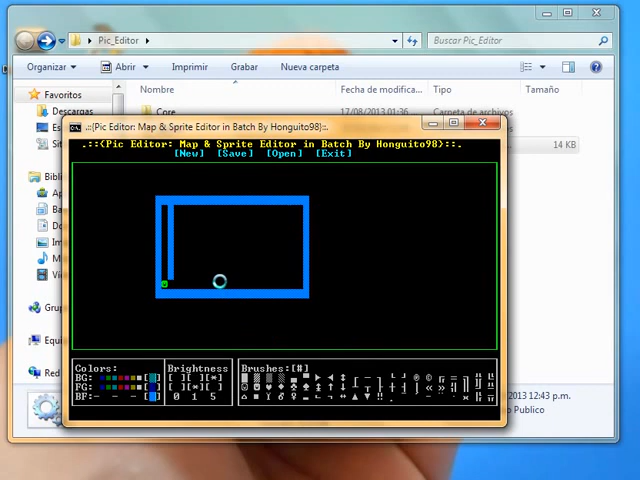 Pic_Editor
Buscar Pic_Editor
Organizar
Abrir
Imprimir
Grabar
Nueva carpeta
Favoritos
Descargas
Nombre
Fecha de modifica...
Tipo
Tamaño
Core
17/08/2013 01:36
Carpeta de archivos
14 KB
.::{Pic Editor: Map & Sprite Editor in Batch By Honguito98}::.
.::{Pic Editor: Map & Sprite Editor in Batch By Honguito98}::.
[New] [Save] [Open] [Exit]
Colors:
BG:
FG:
BF:
Brightness
[ ][ ][*]
[ ][*][ ]
0 1 5
Brushes:[#]
2013 12:43 p.m.